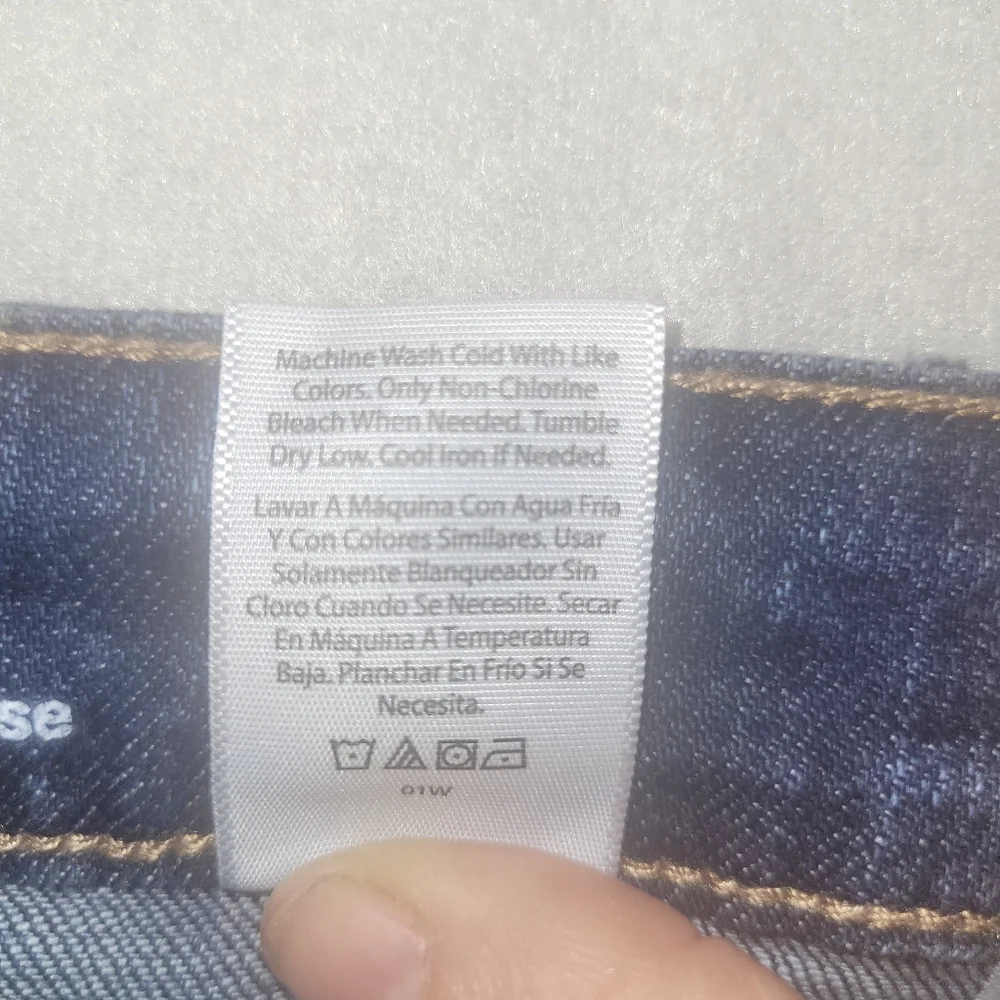 Machine Wash Cold With Like
Colors. Only Non-Chlorine
Bleach When Needed. Tumble
Dry Low. Cool Iron If Needed.
Lavar A Máquina Con Agua Fría
Y Con Colores Similares. Usar
Solamente Blanqueador Sin
Cloro Cuando Se Necesite. Secar
En Máquina A Temperatura
Baja. Planchar En Frío Si Se
Necesita.
91W
se